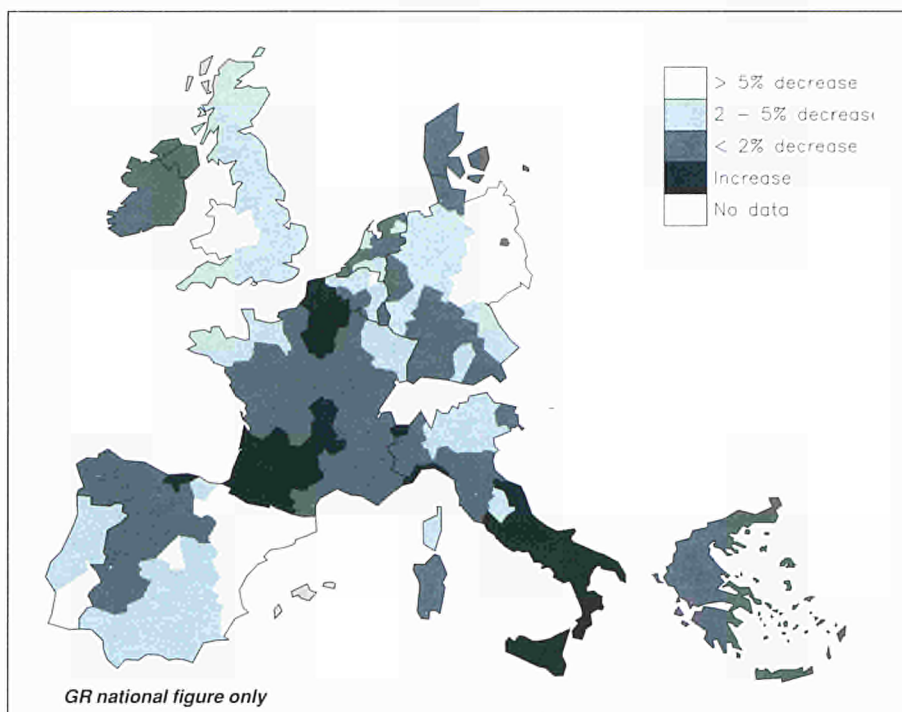 > 5% decrease
2 – 5% decrease
< 2% decrease
Increase
No data
GR national figure only